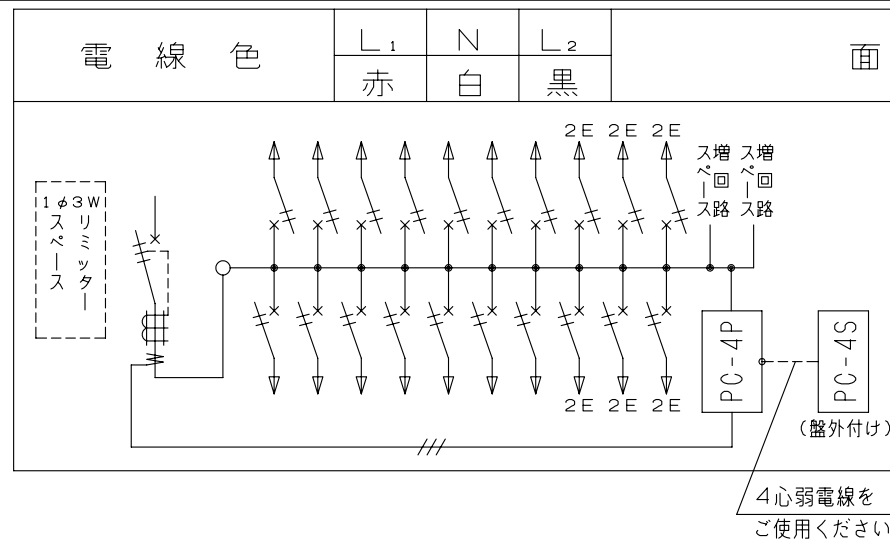 電線色
L₁ N L₂
赤 白 黒
面
2E 2E 2E
増回路
スペース
増回路
スペース
1φ3W
リミッター
スペース
PC-4P
PC-4S
2E 2E 2E
(盤外付け)
4心弱電線を
ご使用ください